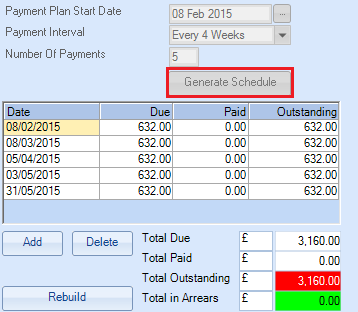 Payment Plan Start Date 08 Feb 2015 ...
Payment Interval Every 4 Weeks
Number Of Payments 5
Generate Schedule
Date Due Paid Outstanding
08/02/2015 632.00 0.00 632.00
08/03/2015 632.00 0.00 632.00
05/04/2015 632.00 0.00 632.00
03/05/2015 632.00 0.00 632.00
31/05/2015 632.00 0.00 632.00
Add Delete Total Due £ 3,160.00
Total Paid £ 0.00
Total Outstanding £ 3,160.00
Rebuild Total in Arrears £ 0.00